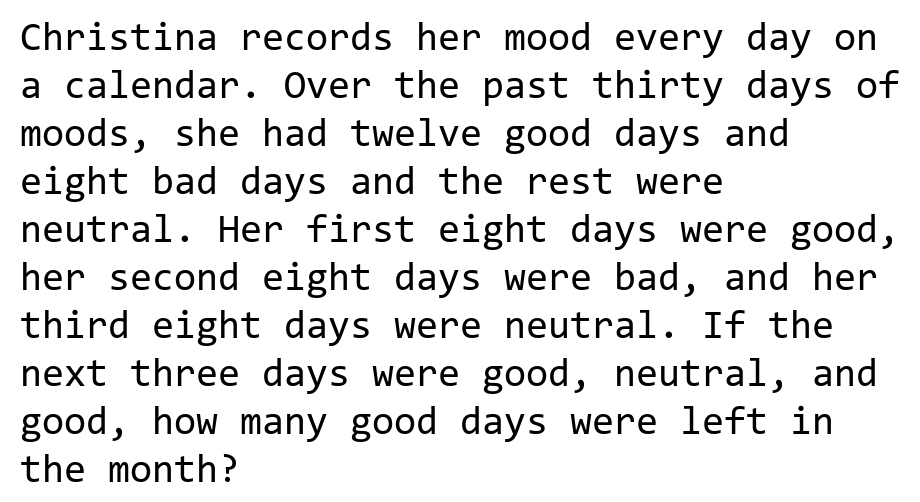 Christina records her mood every day on
a calendar. Over the past thirty days of
moods, she had twelve good days and
eight bad days and the rest were
neutral. Her first eight days were good,
her second eight days were bad, and her
third eight days were neutral. If the
next three days were good, neutral, and
good, how many good days were left in
the month?